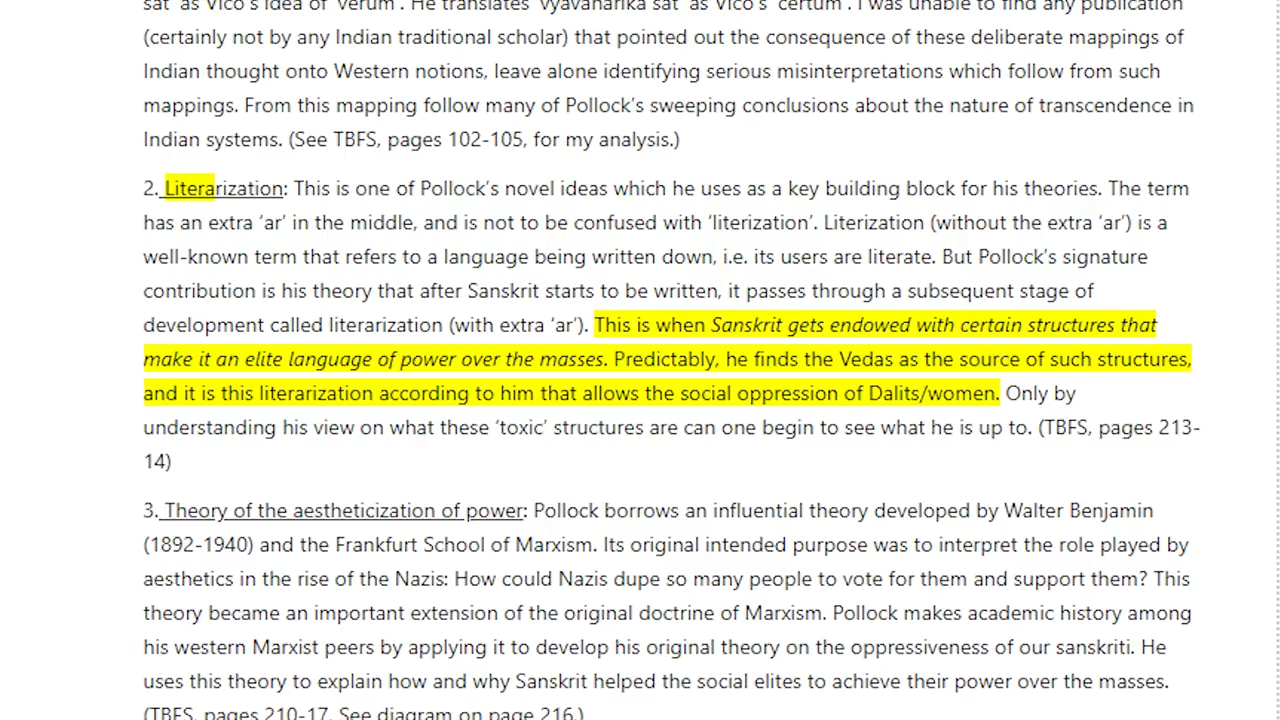 sat' as Vico's idea of 'verum'. He translates 'vyavaharika sat' as Vico's 'certum'. I was unable to find any publication
(certainly not by any Indian traditional scholar) that pointed out the consequence of these deliberate mappings of
Indian thought onto Western notions, leave alone identifying serious misinterpretations which follow from such
mappings. From this mapping follow many of Pollock's sweeping conclusions about the nature of transcendence in
Indian systems. (See TBFS, pages 102-105, for my analysis.)
2. Literarization: This is one of Pollock's novel ideas which he uses as a key building block for his theories. The term
has an extra 'ar' in the middle, and is not to be confused with 'literization'. Literization (without the extra 'ar') is a
well-known term that refers to a language being written down, i.e. its users are literate. But Pollock's signature
contribution is his theory that after Sanskrit starts to be written, it passes through a subsequent stage of
development called literarization (with extra 'ar'). This is when Sanskrit gets endowed with certain structures that
make it an elite language of power over the masses. Predictably, he finds the Vedas as the source of such structures,
and it is this literarization according to him that allows the social oppression of Dalits/women. Only by
understanding his view on what these 'toxic' structures are can one begin to see what he is up to. (TBFS, pages 213-
14)
3. Theory of the aestheticization of power: Pollock borrows an influential theory developed by Walter Benjamin
(1892-1940) and the Frankfurt School of Marxism. Its original intended purpose was to interpret the role played by
aesthetics in the rise of the Nazis: How could Nazis dupe so many people to vote for them and support them? This
theory became an important extension of the original doctrine of Marxism. Pollock makes academic history among
his western Marxist peers by applying it to develop his original theory on the oppressiveness of our sanskriti. He
uses this theory to explain how and why Sanskrit helped the social elites to achieve their power over the masses.
(TBFS, pages 210-17. See diagram on page 216.)